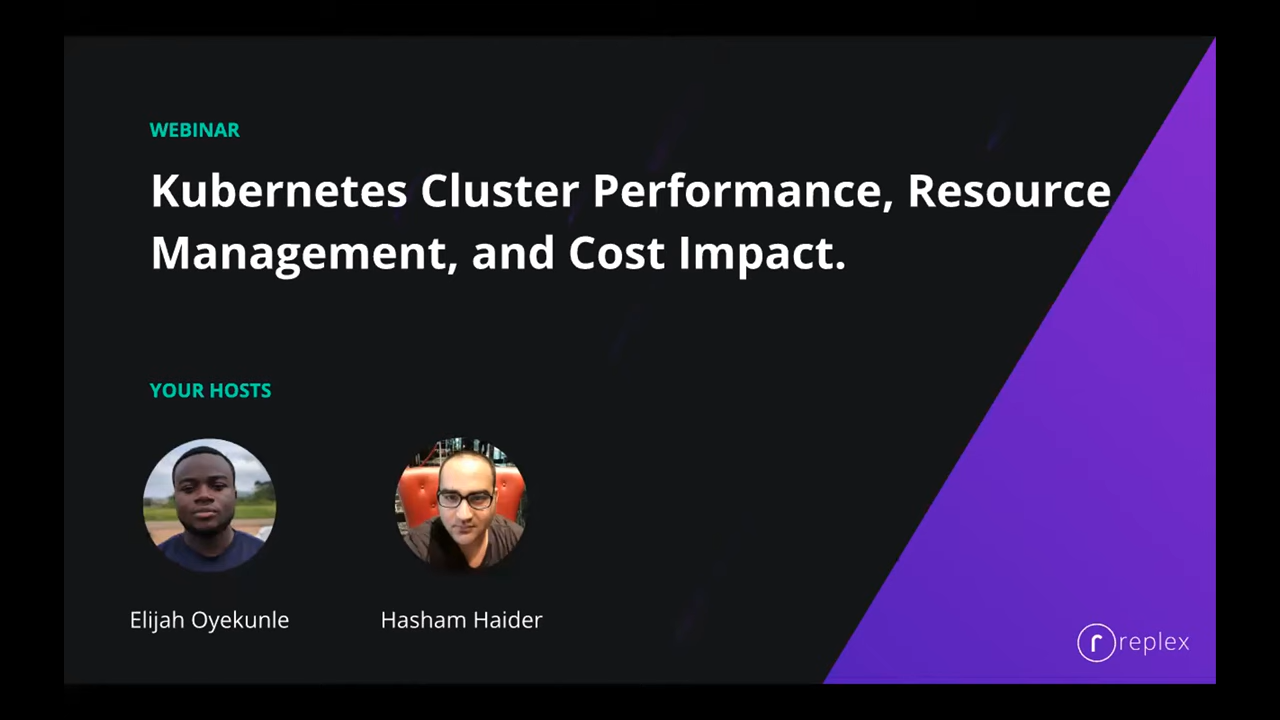 WEBINAR
Kubernetes Cluster Performance, Resource
Management, and Cost Impact.
YOUR HOSTS
Elijah Oyekunle
Hasham Haider
r replex